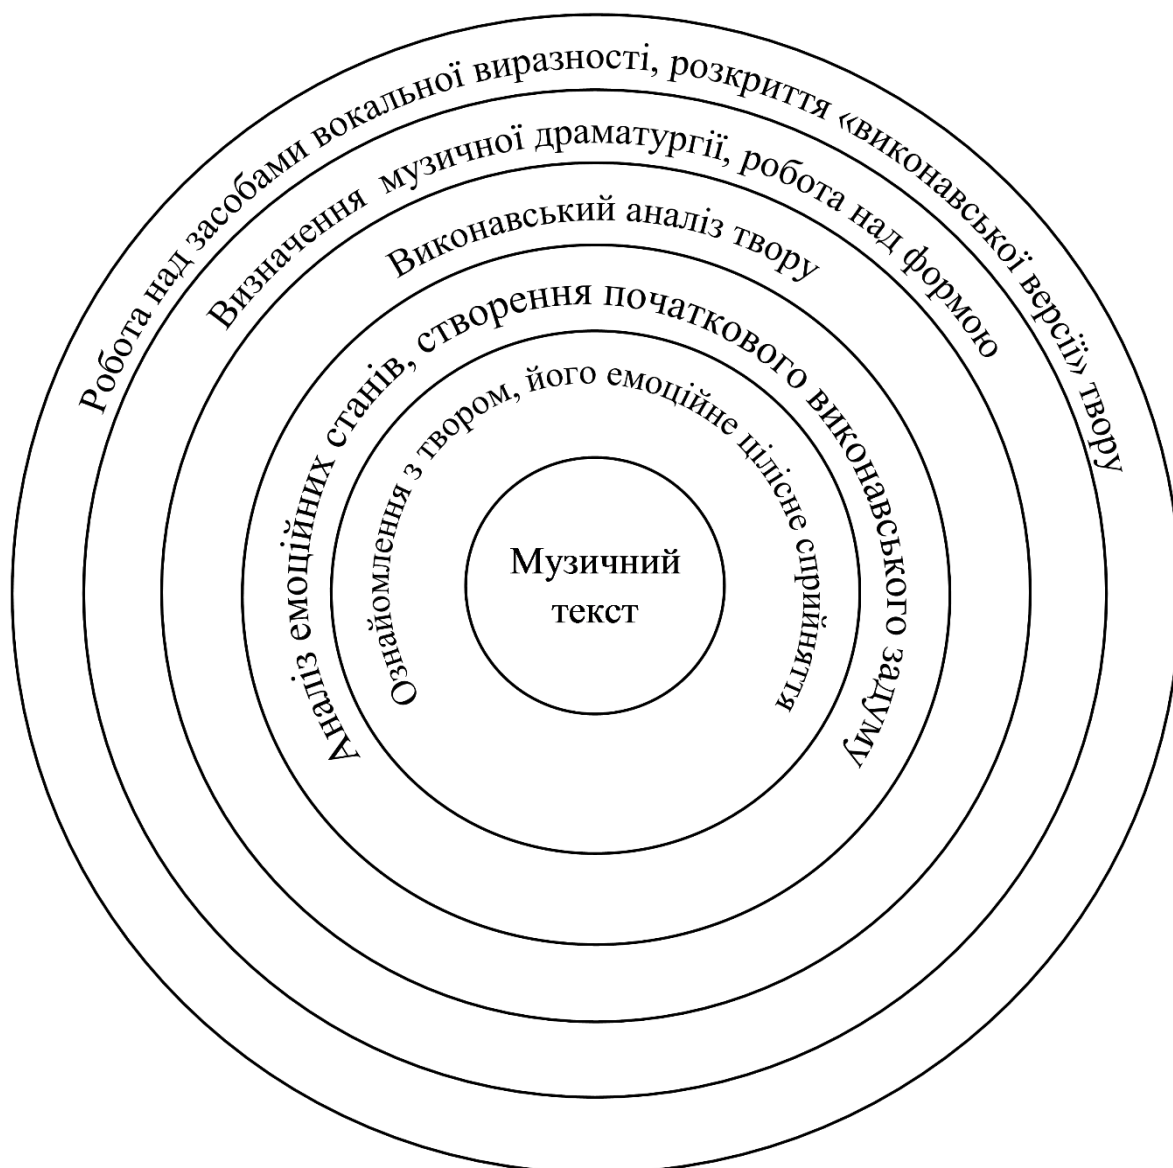 Робота над засобами вокальної виразності, розкриття «виконавської версії» твору
Визначення музичної драматургії, робота над формою
Виконавський аналіз твору
Аналіз емоційних станів, створення початкового виконавського задуму
Ознайомлення з твором, його емоційне цілісне сприйняття
Музичний
текст